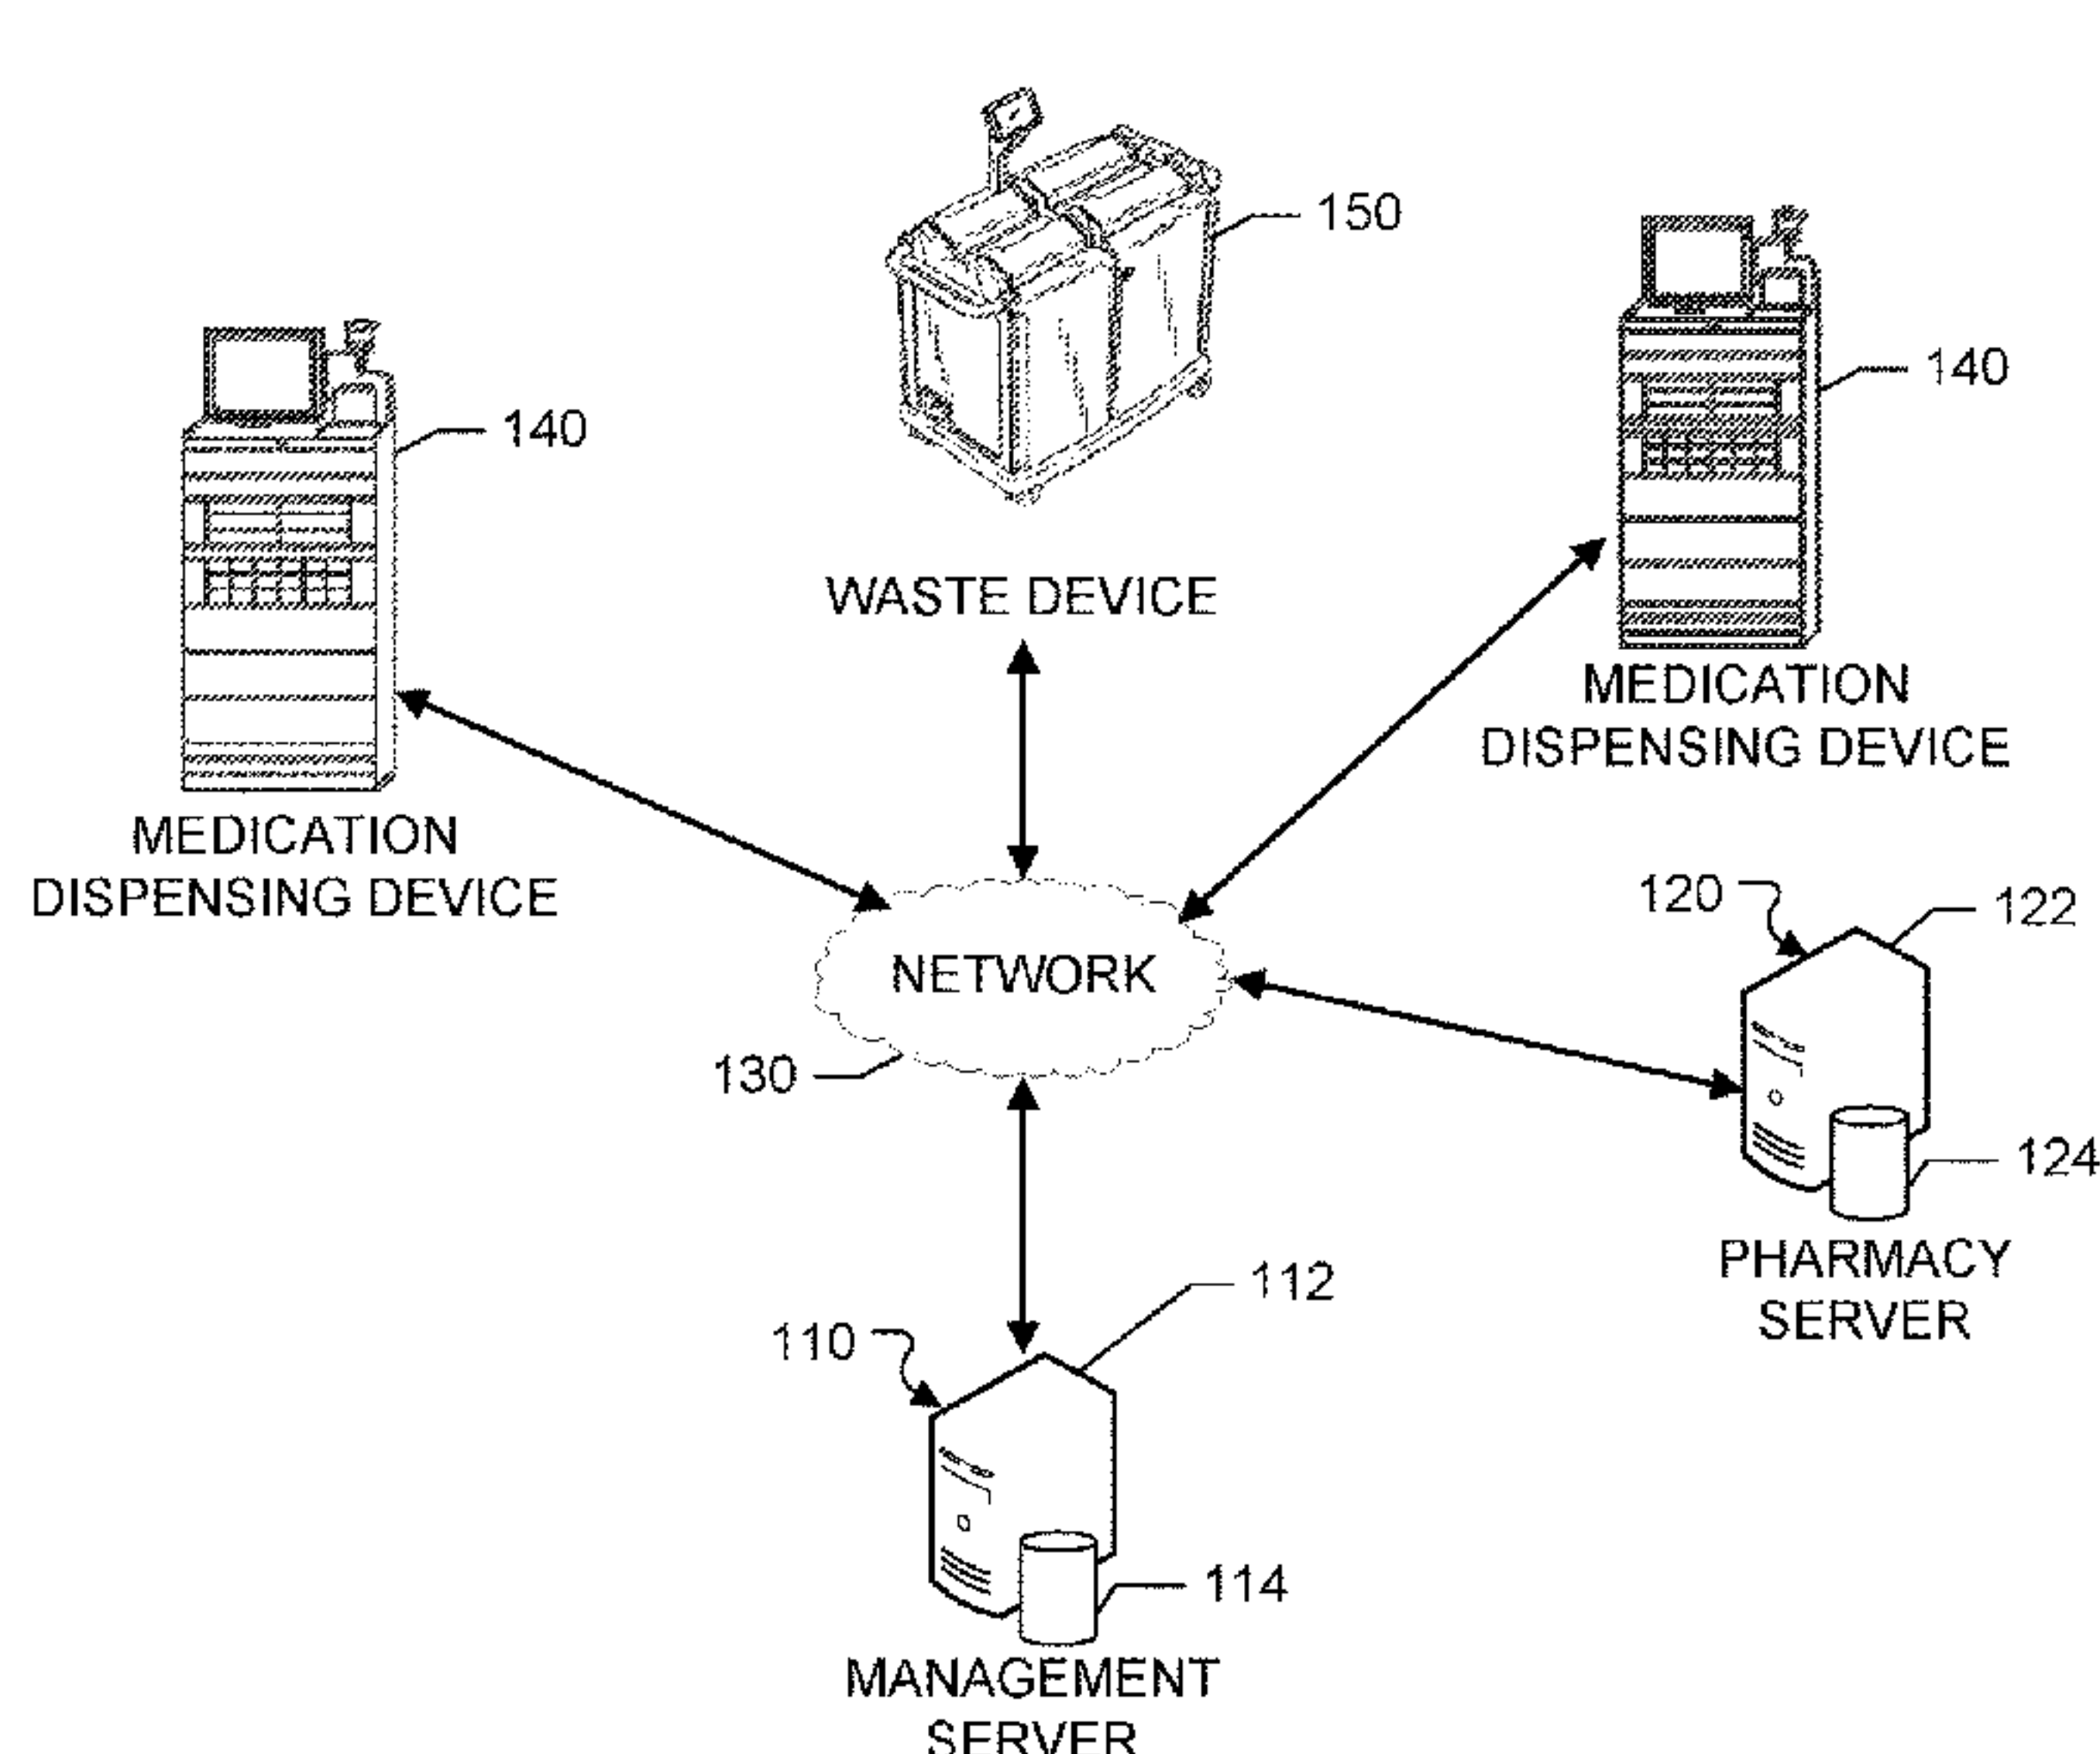 150
140
140
WASTE DEVICE
MEDICATION
DISPENSING DEVICE
MEDICATION
DISPENSING DEVICE
120
122
NETWORK
130
124
PHARMACY
SERVER
112
110
114
MANAGEMENT
SERVER